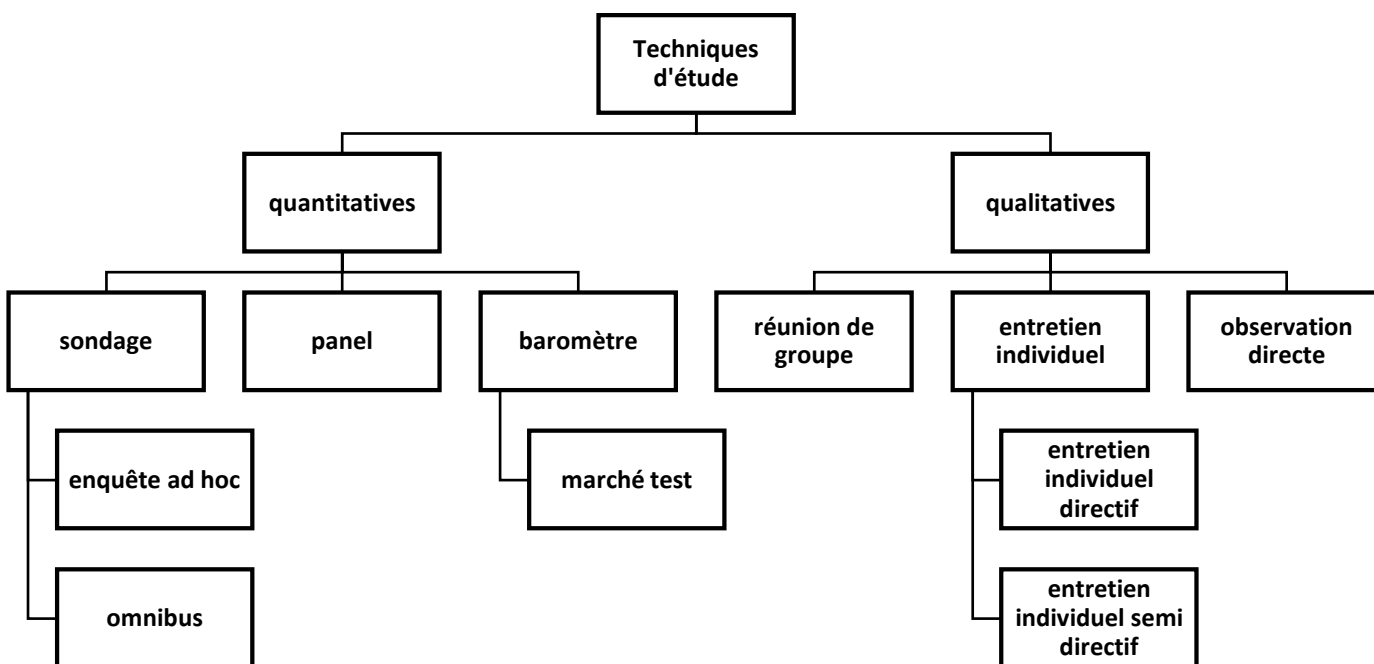 Techniques
d'étude
quantitatives
qualitatives
sondage
panel
baromètre
réunion de
groupe
entretien
individuel
observation
directe
enquête ad hoc
marché test
entretien
individuel
directif
omnibus
entretien
individuel semi
directif